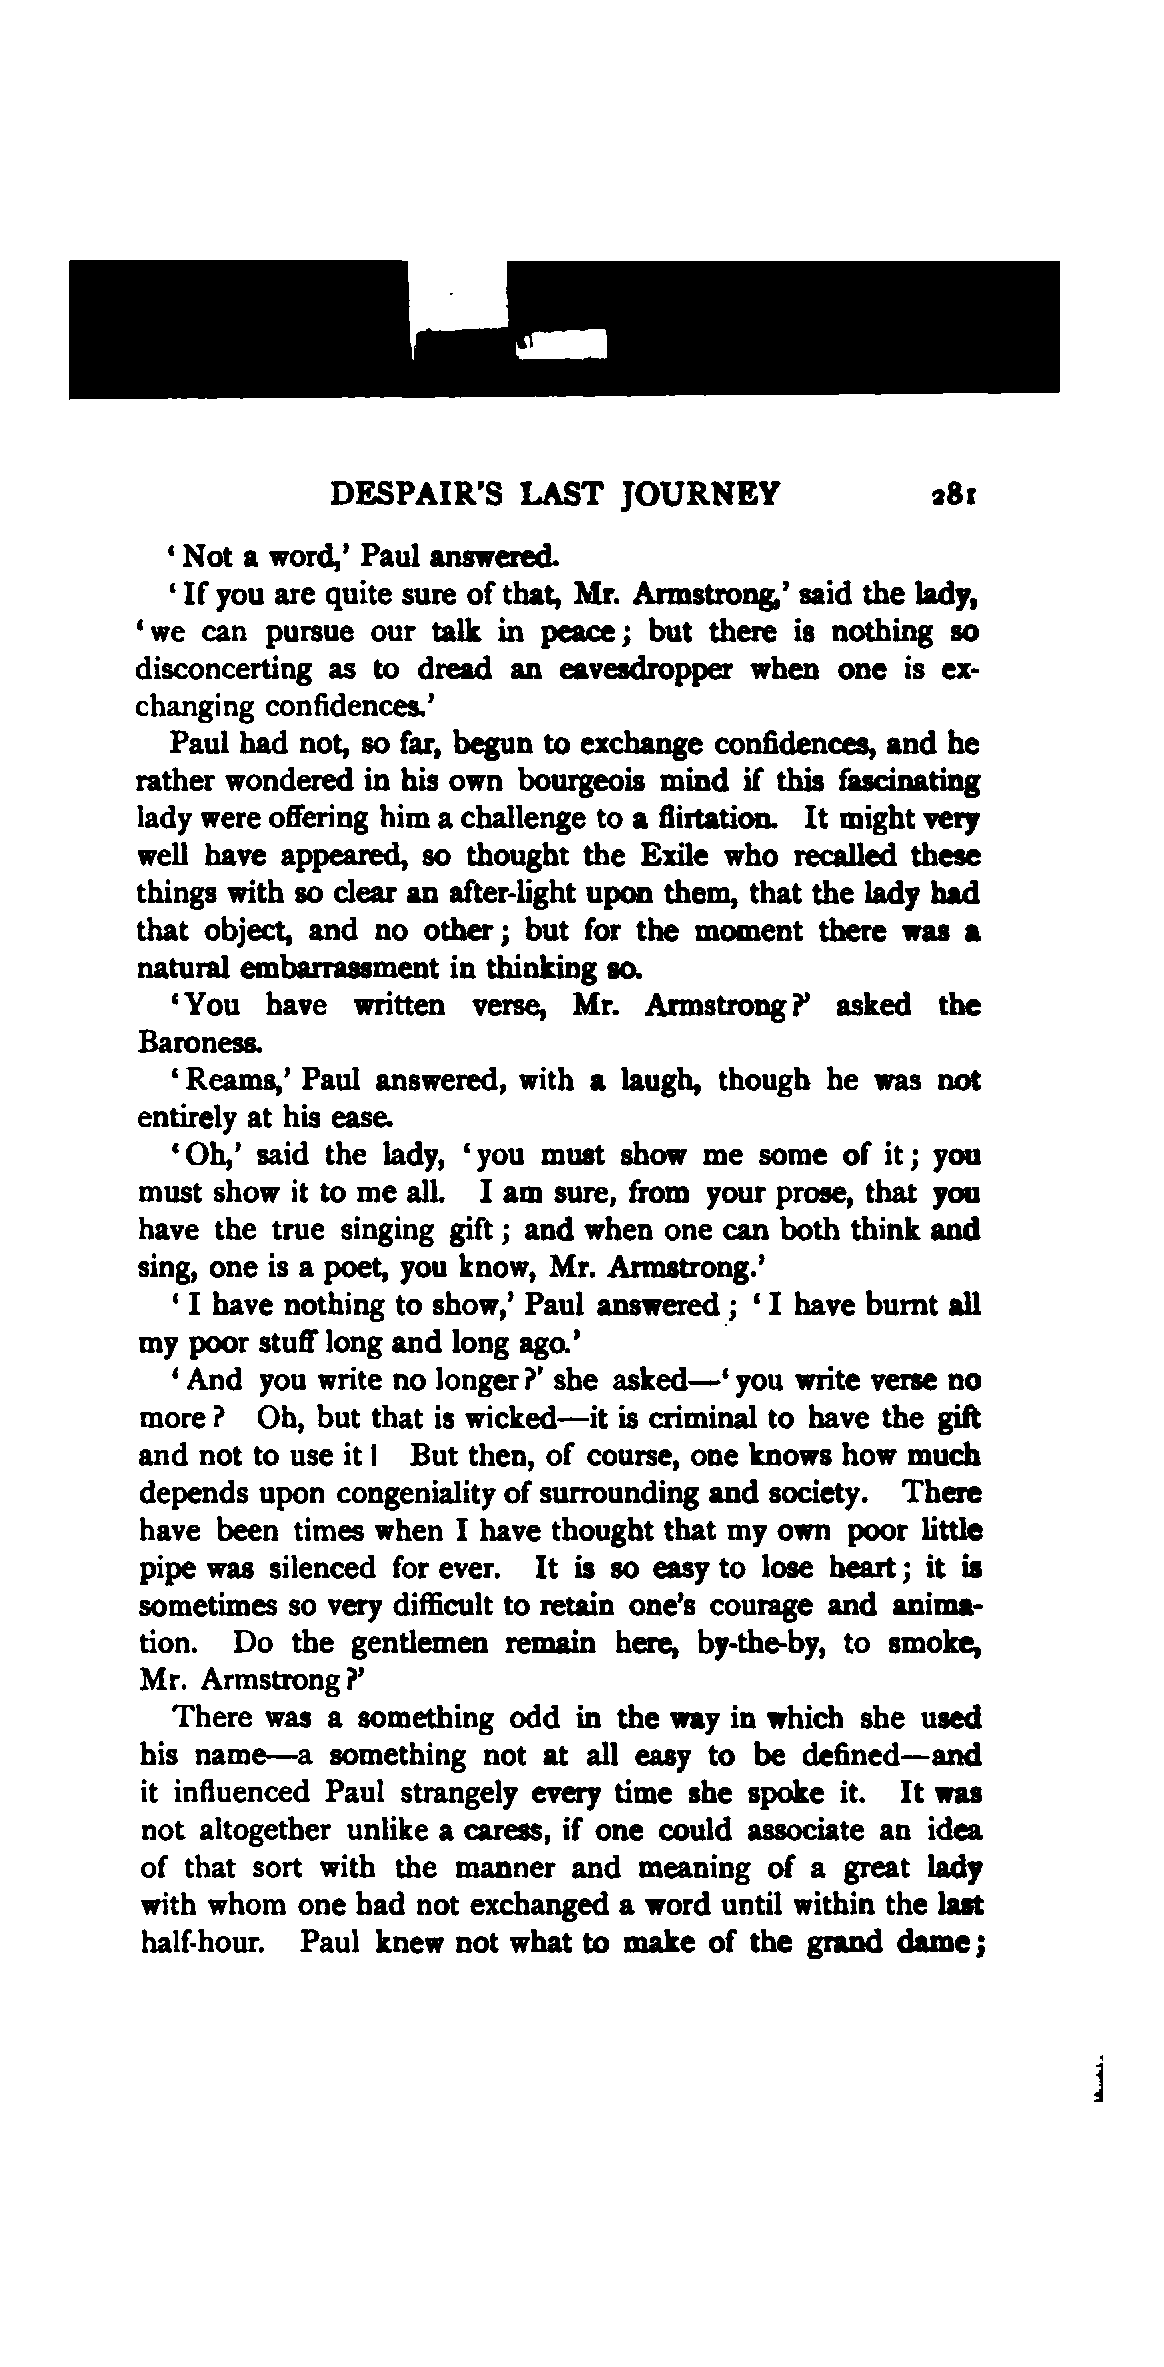 DESPAIR'S LAST JOURNEY 281
‘Not a word,’ Paul answered.
‘If you are quite sure of that, Mr. Armstrong,’ said the lady,
‘we can pursue our talk in peace; but there is nothing so
disconcerting as to dread an eavesdropper when one is ex-
changing confidences.’
Paul had not, so far, begun to exchange confidences, and he
rather wondered in his own bourgeois mind if this fascinating
lady were offering him a challenge to a flirtation. It might very
well have appeared, so thought the Exile who recalled these
things with so clear an after-light upon them, that the lady had
that object, and no other; but for the moment there was a
natural embarrassment in thinking so.
‘You have written verse, Mr. Armstrong?’ asked the
Baroness.
‘Reams,’ Paul answered, with a laugh, though he was not
entirely at his ease.
‘Oh,’ said the lady, ‘you must show me some of it; you
must show it to me all. I am sure, from your prose, that you
have the true singing gift; and when one can both think and
sing, one is a poet, you know, Mr. Armstrong.’
‘I have nothing to show,’ Paul answered; ‘I have burnt all
my poor stuff long and long ago.’
‘And you write no longer?’ she asked—‘you write verse no
more? Oh, but that is wicked—it is criminal to have the gift
and not to use it! But then, of course, one knows how much
depends upon congeniality of surrounding and society. There
have been times when I have thought that my own poor little
pipe was silenced for ever. It is so easy to lose heart; it is
sometimes so very difficult to retain one's courage and anima-
tion. Do the gentlemen remain here, by-the-by, to smoke,
Mr. Armstrong?’
There was a something odd in the way in which she used
his name—a something not at all easy to be defined—and
it influenced Paul strangely every time she spoke it. It was
not altogether unlike a caress, if one could associate an idea
of that sort with the manner and meaning of a great lady
with whom one had not exchanged a word until within the last
half-hour. Paul knew not what to make of the grand dame;